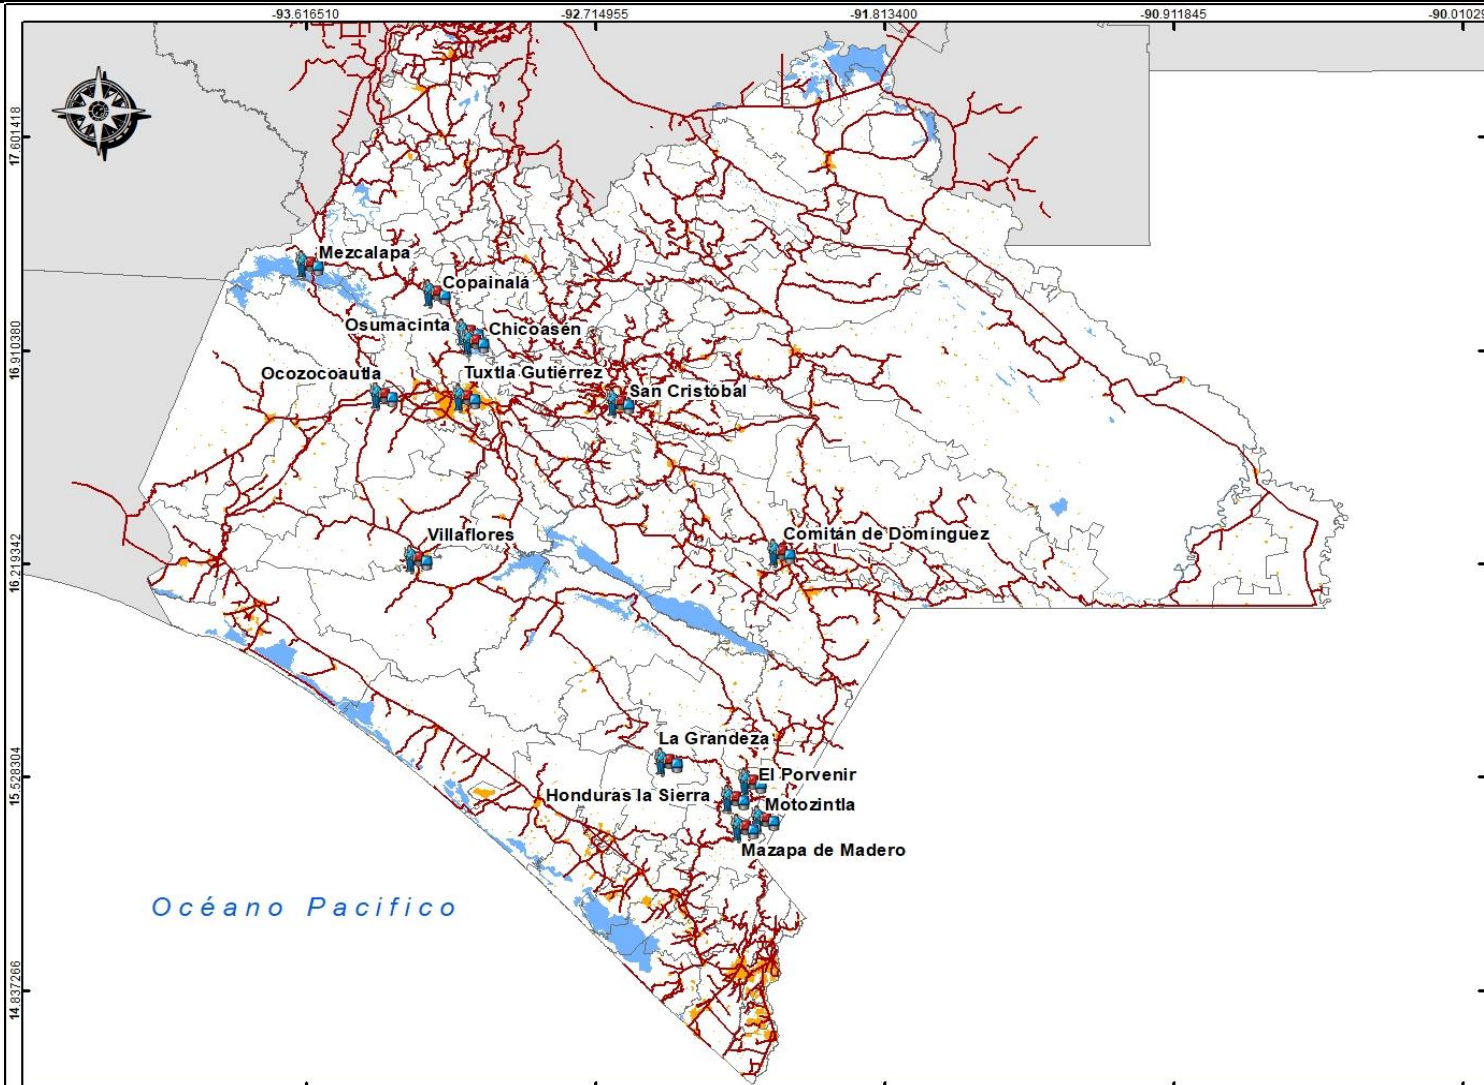 -93.616510
-92.714955
-91.813400
-90.911845
-90.01029
17.601418
Mezcalapa
Copainalá
Osumacinta
Chicoasén
16.910380
Ocozocoautla
Tuxtla Gutiérrez
San Cristóbal
Villaflores
Comitán de Domínguez
16.219342
La Grandeza
El Porvenir
15.528304
Honduras la Sierra
Motozintla
Mazapa de Madero
Océano Pacifico
14.837266